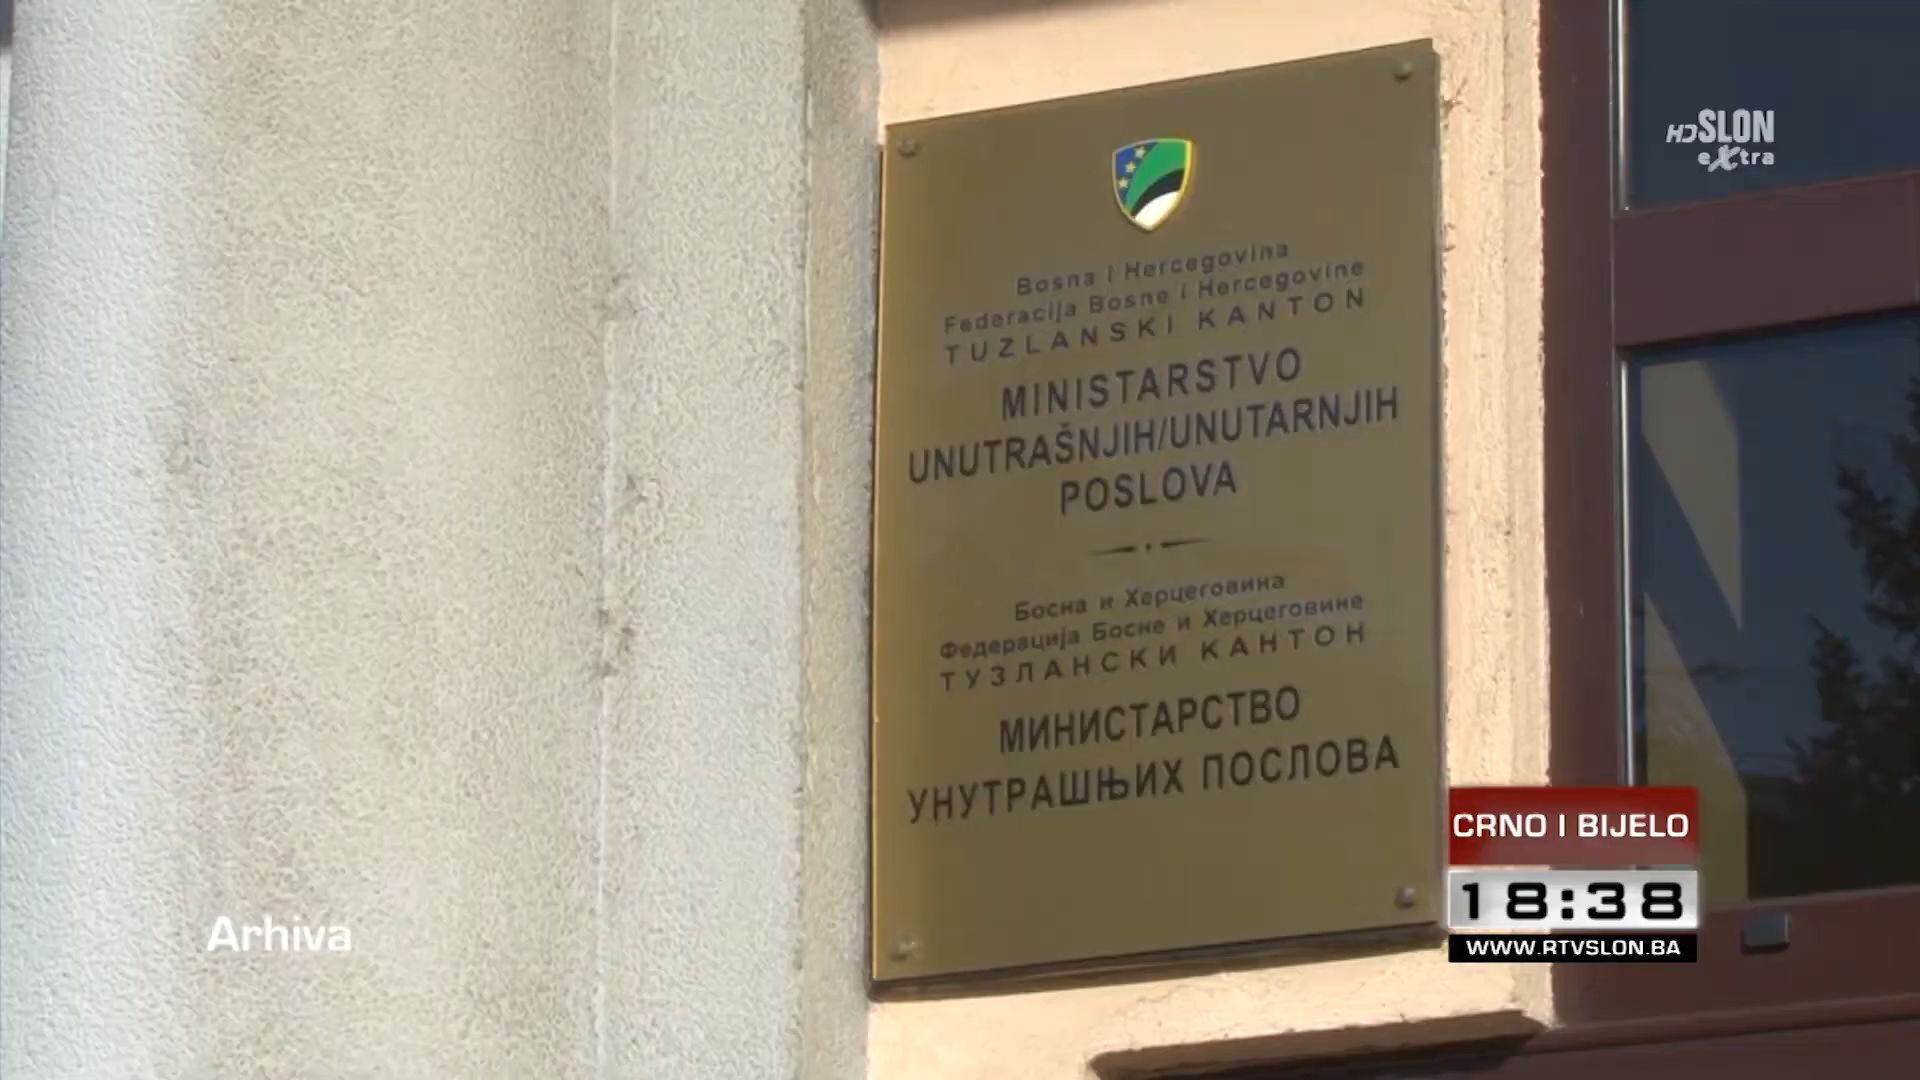 HD SLON
eXtra
Bosna i Hercegovina
Federacija Bosne i Hercegovine
TUZLANSKI KANTON
MINISTARSTVO
UNUTRAŠNJIH/UNUTARNJIH
POSLOVA
Босна и Херцеговина
Федерација Босне и Херцеговине
ТУЗЛАНСКИ КАНТОН
МИНИСТАРСТВО
УНУТРАШЊИХ ПОСЛОВА
CRNO I BIJELO
18:38
WWW.RTVSLON.BA
Arhiva